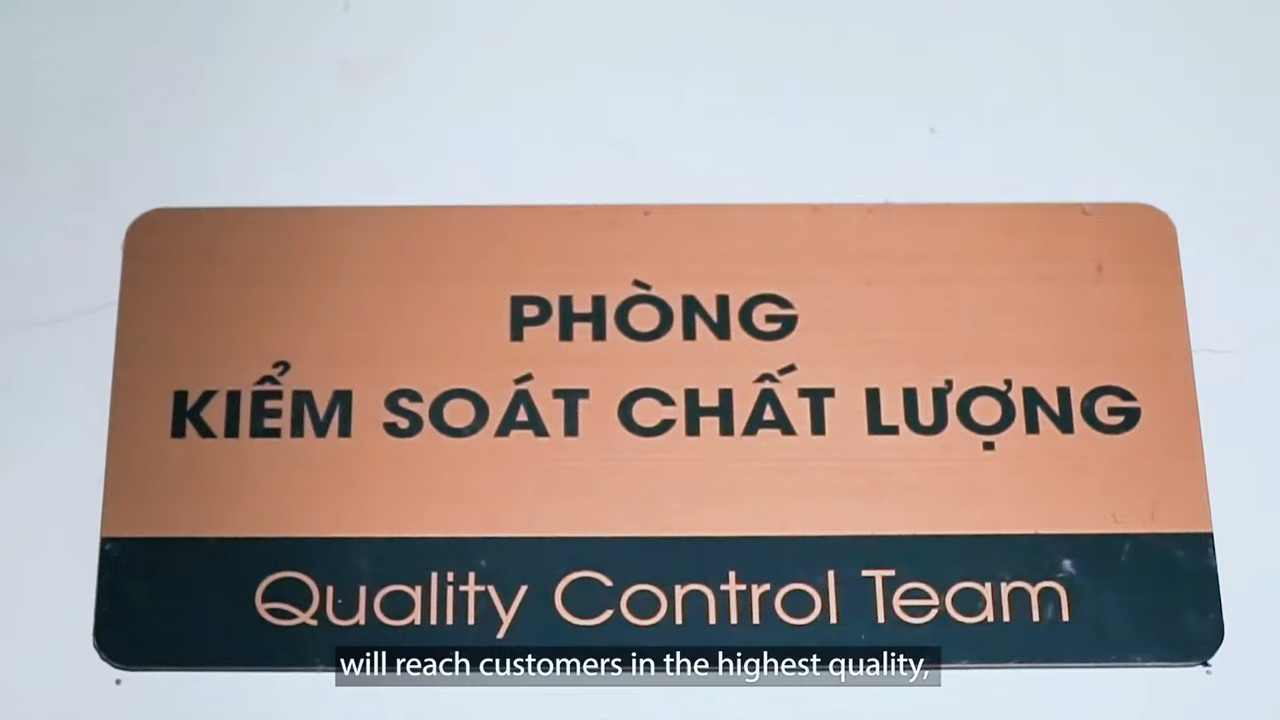 PHÒNG
KIỂM SOÁT CHẤT LƯỢNG
Quality Control Team
will reach customers in the highest quality,